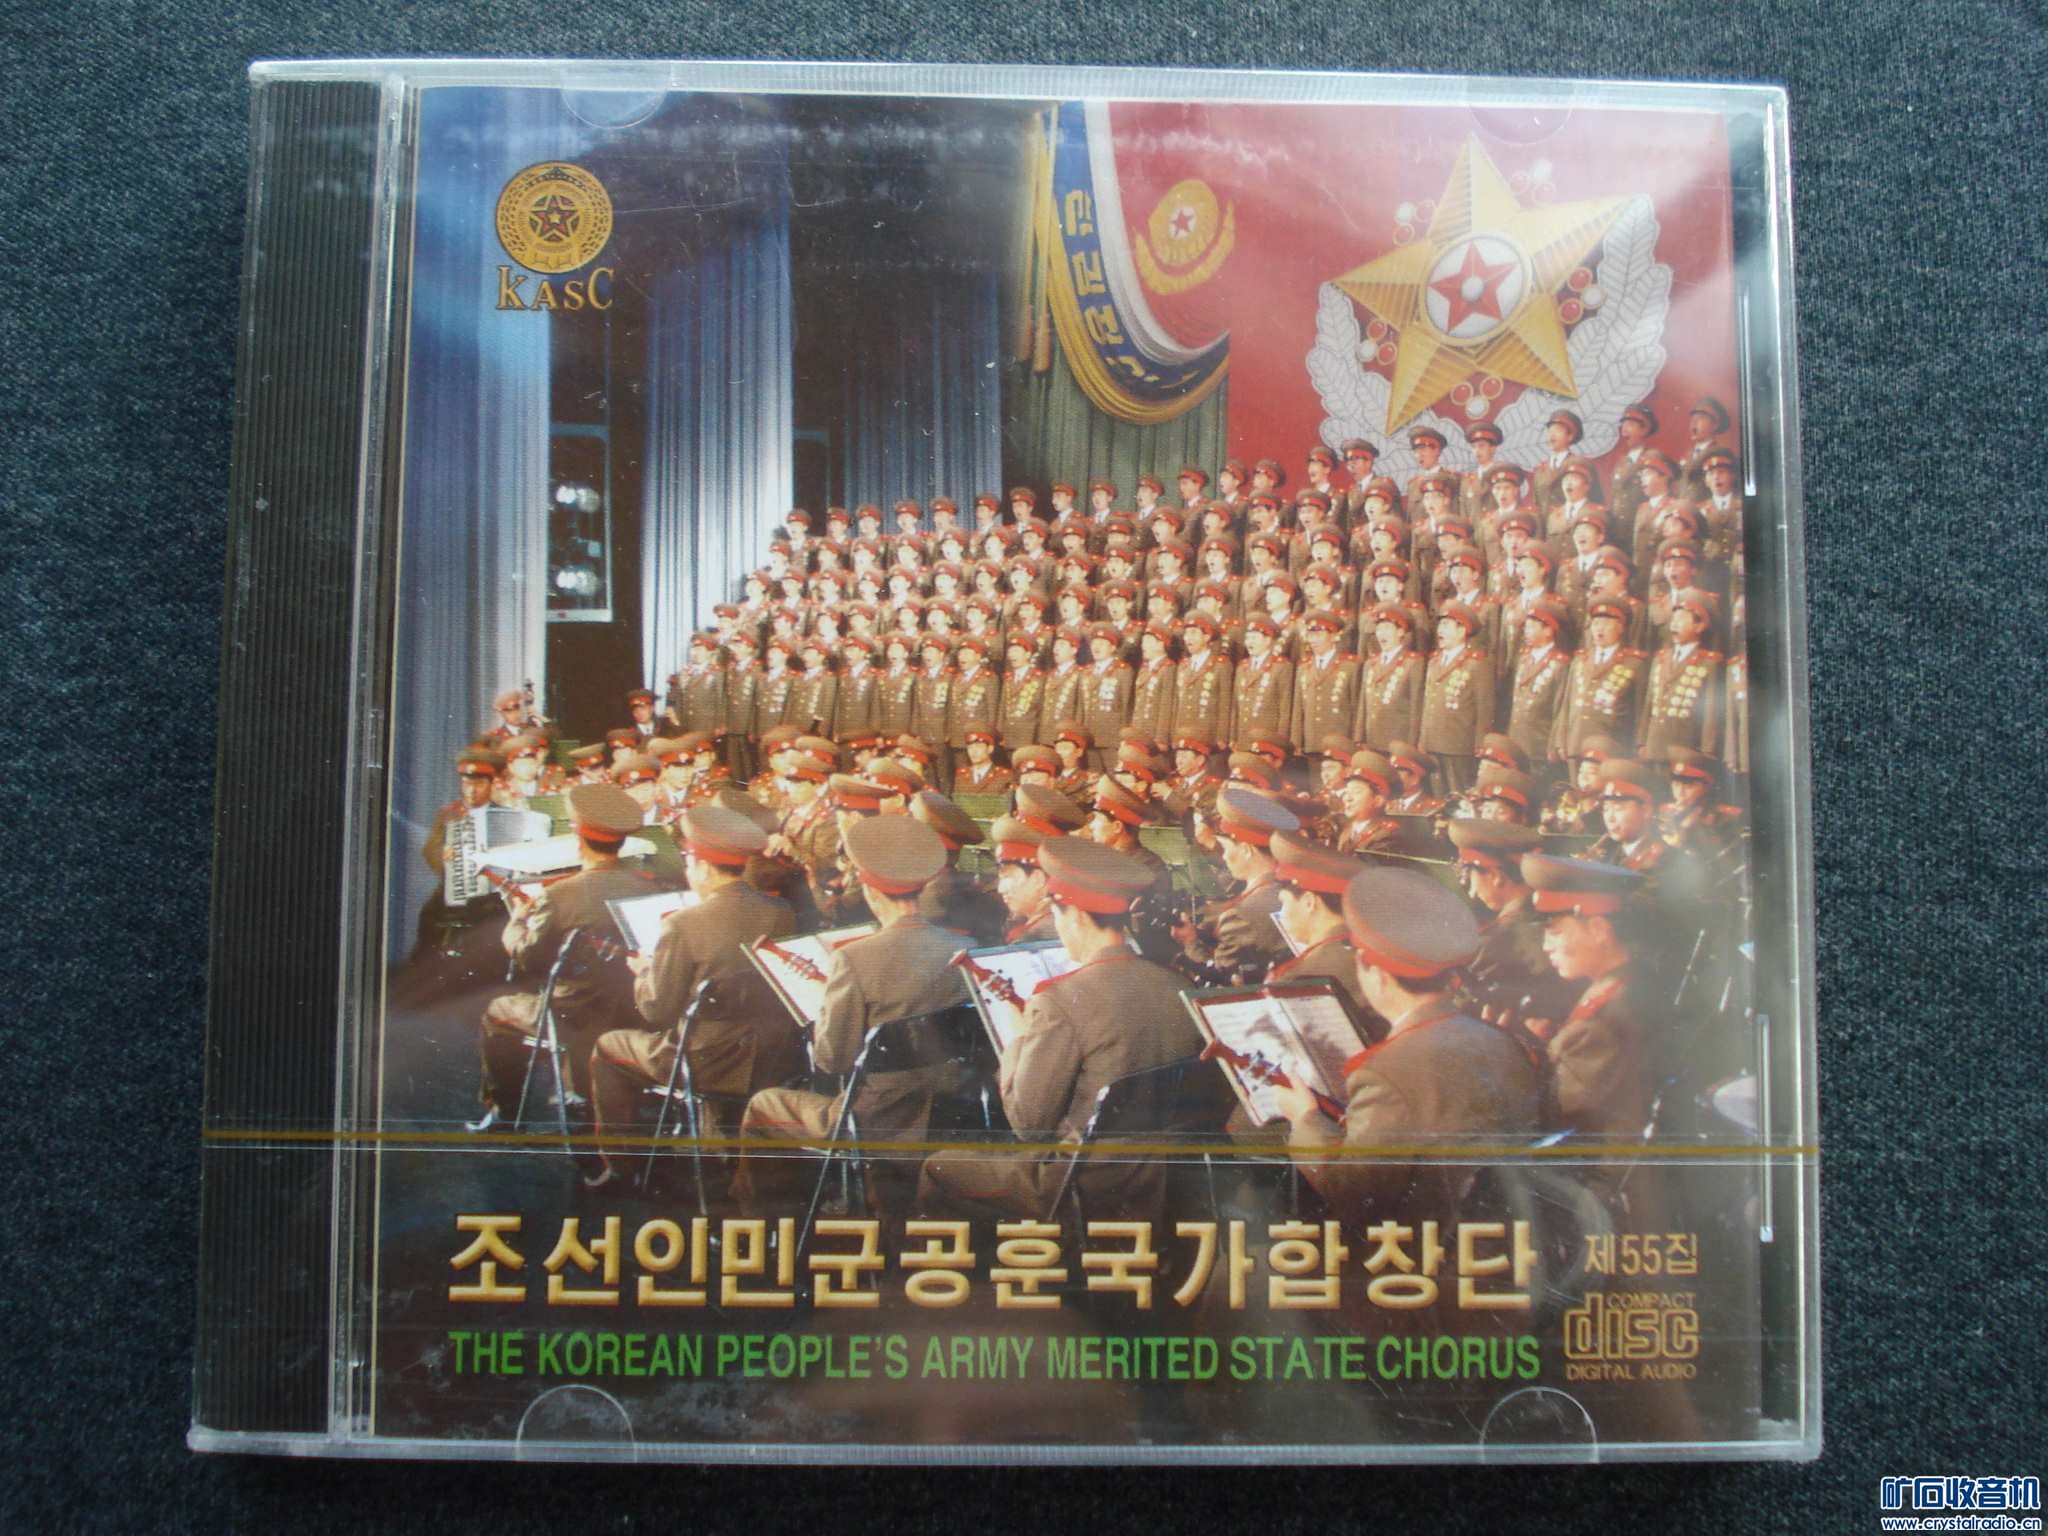 KASC
조선인민군공훈국가합창단
제55집
THE KOREAN PEOPLE'S ARMY MERITED STATE CHORUS
COMPACT
disc
DIGITAL AUDIO
矿石收音机
www.crystalradio.cn